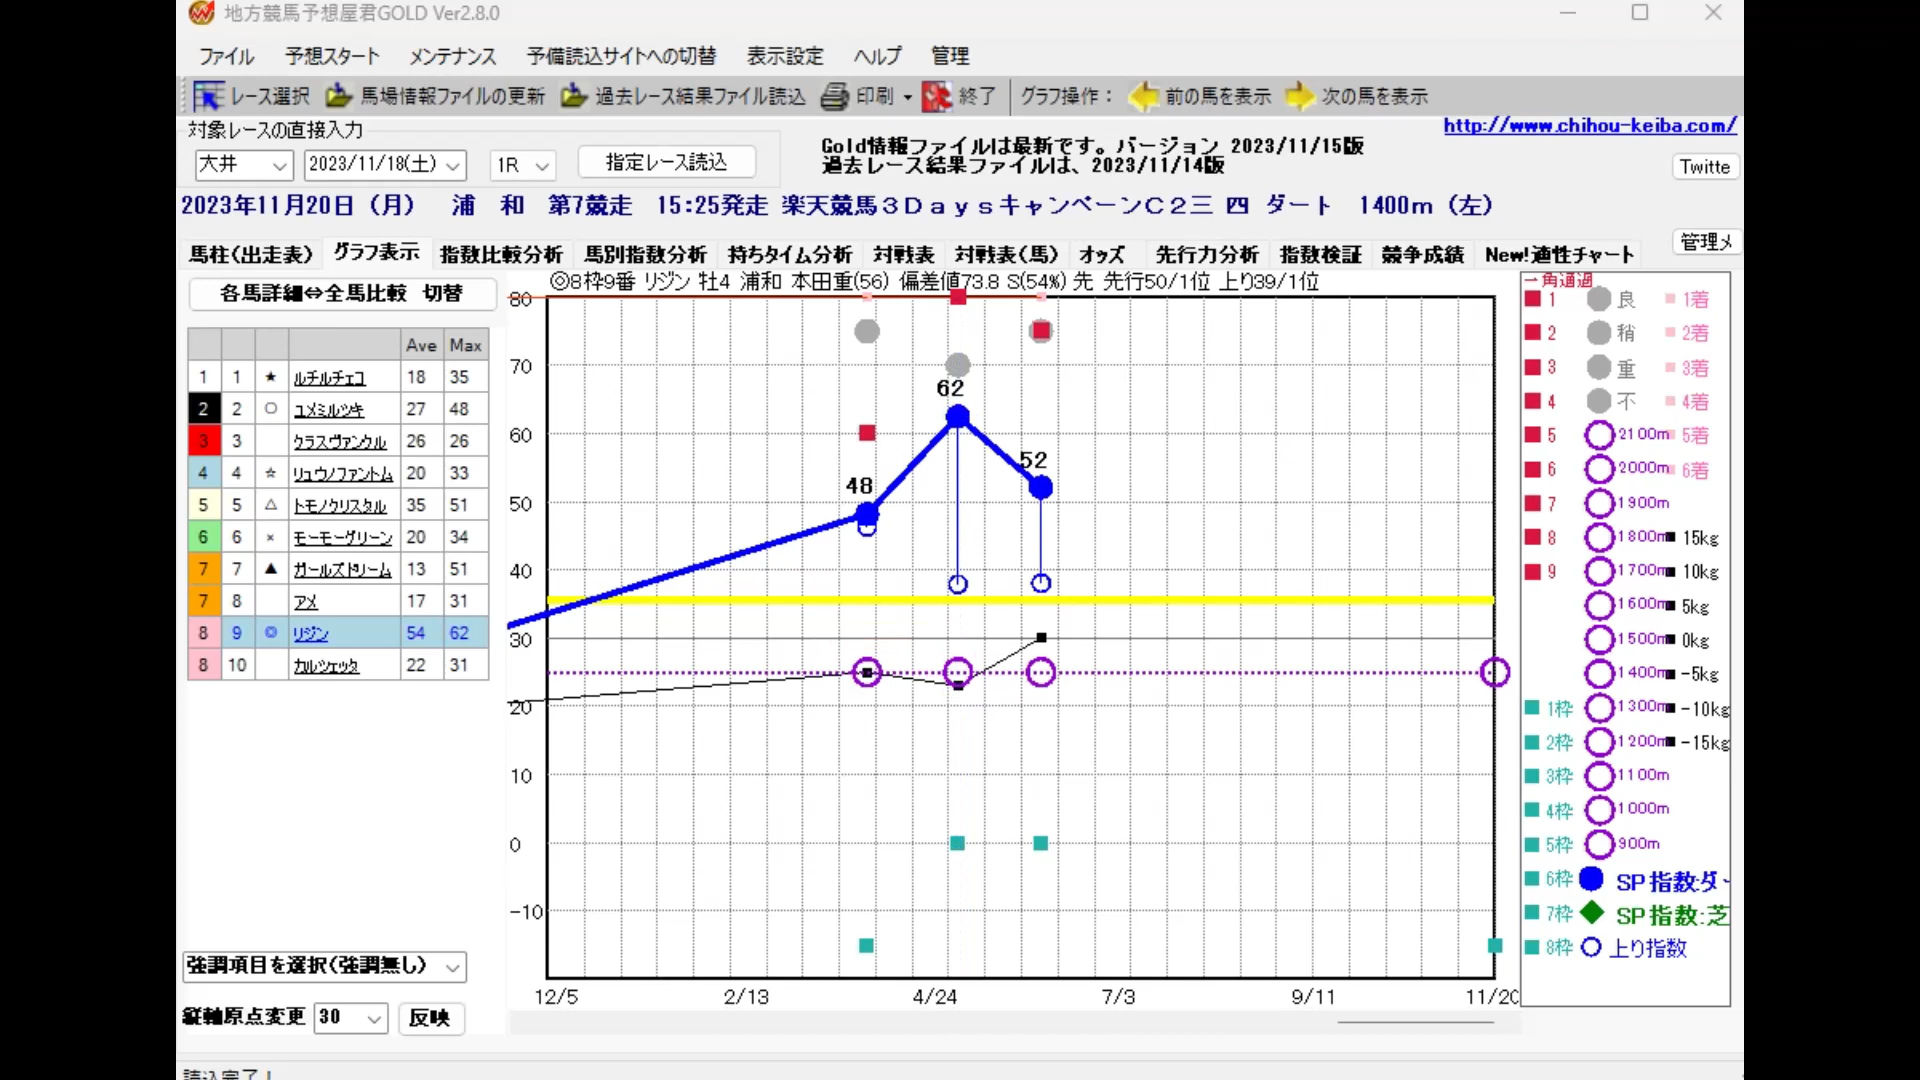 地方競馬予想屋君GOLD Ver2.8.0
ファイル 予想スタート メンテナンス 予備読込サイトへの切替 表示設定 ヘルプ 管理
レース選択 馬場情報ファイルの更新 過去レース結果ファイル読込 印刷 終了 グラフ操作： 前の馬を表示 次の馬を表示
対象レースの直接入力
http://www.chihou-keiba.com/
大井 2023/11/18(土) 1R 指定レース読込
Gold情報ファイルは最新です。バージョン 2023/11/15版
過去レース結果ファイルは、2023/11/14版
Twitte
2023年11月20日（月） 浦 和 第7競走 15:25発走 楽天競馬３ＤａｙｓキャンペーンＣ２三 四 ダート 1400m（左）
管理メ
馬柱(出走表) グラフ表示 指数比較分析 馬別指数分析 持ちタイム分析 対戦表 対戦表(馬) オッズ 先行力分析 指数検証 競争成績 New!適性チャート
各馬詳細⇔全馬比較 切替
◎8枠9番 リジン 牡4 浦和 本田重(56) 偏差値73.8 S(54%) 先 先行50/1位 上り39/1位
Ave Max
1 1 ★ ルチルチェコ 18 35
2 2 ○ ユメミルツキ 27 48
3 3 クラスヴァンクル 26 26
4 4 ☆ リュウノファントム 20 33
5 5 △ トモノクリスタル 35 51
6 6 × モーモーグリーン 20 34
7 7 ▲ ガールズドリーム 13 51
7 8 アメ 17 31
8 9 ◎ リジン 54 62
8 10 カルツェッタ 22 31
80
70
60
50
40
30
20
10
0
-10
48
62
52
12/5 2/13 4/24 7/3 9/11 11/20
一角通過
1 良 1着
2 稍 2着
3 重 3着
4 不 4着
5 2100m 5着
6 2000m 6着
7 1900m
8 1800m 15kg
9 1700m 10kg
1600m 5kg
1500m 0kg
1400m -5kg
1枠 1300m -10kg
2枠 1200m -15kg
3枠 1100m
4枠 1000m
5枠 900m
6枠 SP指数:ダ
7枠 SP指数:芝
8枠 上り指数
強調項目を選択(強調無し)
縦軸原点変更 30 反映
読込完了！